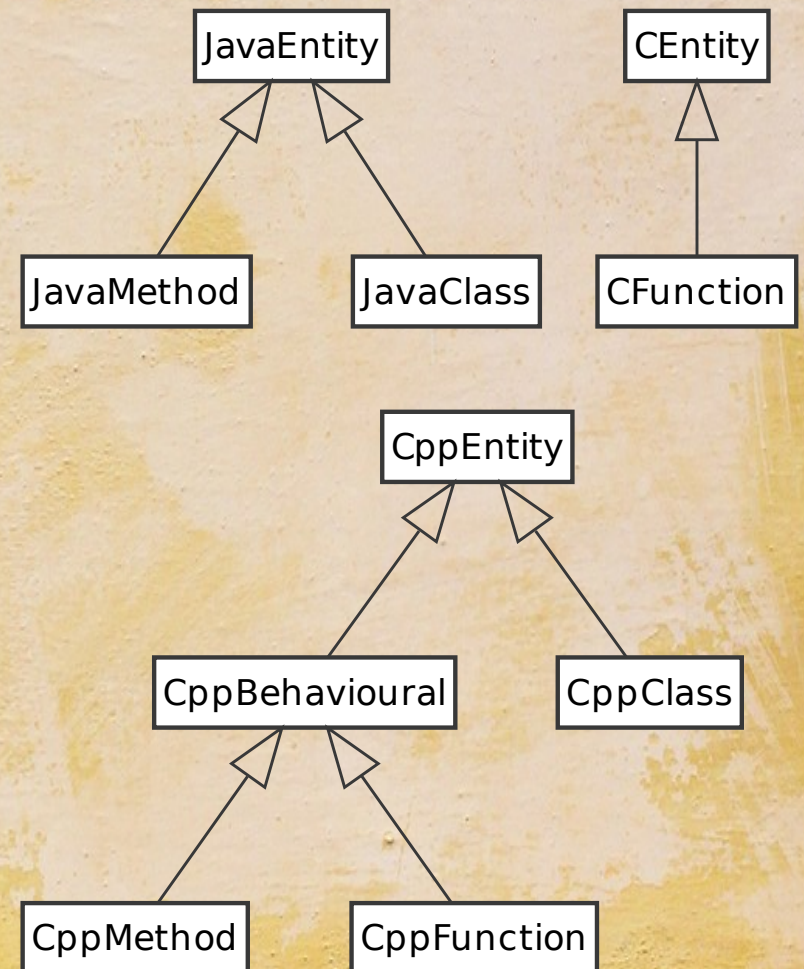 JavaEntity
CEntity
JavaMethod
JavaClass
CFunction
CppEntity
CppBehavioural
CppClass
CppMethod
CppFunction